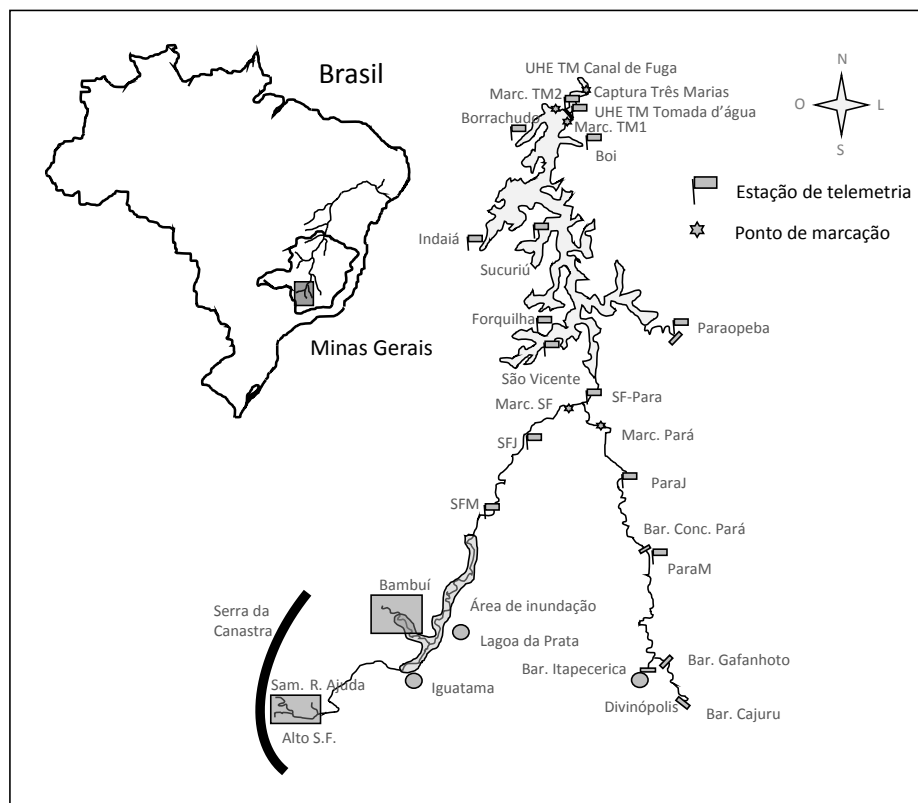 Brasil
Minas Gerais
UHE TM Canal de Fuga
Marc. TM2
Captura Três Marias
UHE TM Tomada d'água
Borrachudo
Marc. TM1
Boi
N
O
L
S
Estação de telemetria
Ponto de marcação
Indaiá
Sucuriú
Forquilha
Paraopeba
São Vicente
SF-Para
Marc. SF
Marc. Pará
SFJ
ParaJ
SFM
Bar. Conc. Pará
ParaM
Bambuí
Área de inundação
Serra da
Canastra
Lagoa da Prata
Bar. Itapecerica
Bar. Gafanhoto
Sam. R. Ajuda
Iguatama
Divinópolis
Bar. Cajuru
Alto S.F.